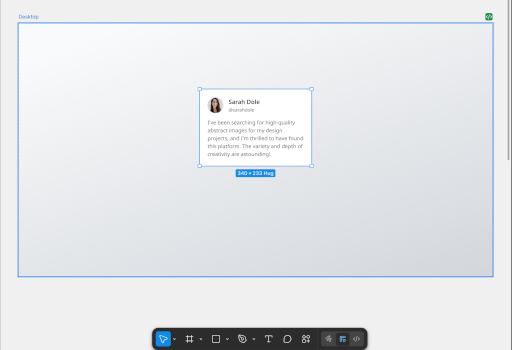 Desktop
Sarah Dole
@sarahdole
I've been searching for high-quality
abstract images for my design
projects, and I'm thrilled to have found
this platform. The variety and depth of
creativity are astounding!
340 × 233 Hug